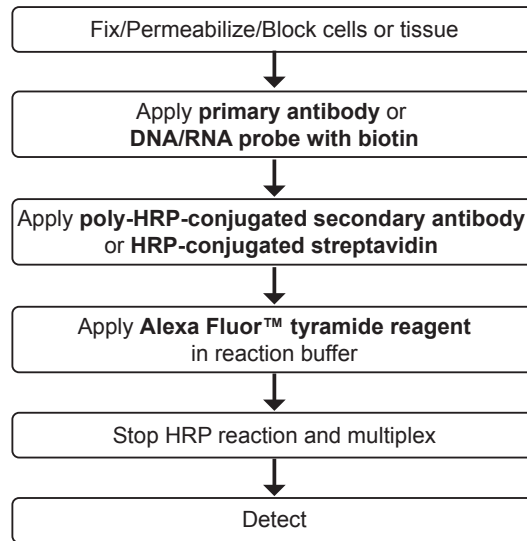 Fix/Permeabilize/Block cells or tissue
Apply primary antibody or
DNA/RNA probe with biotin
Apply poly-HRP-conjugated secondary antibody
or HRP-conjugated streptavidin
Apply Alexa Fluor™ tyramide reagent
in reaction buffer
Stop HRP reaction and multiplex
Detect